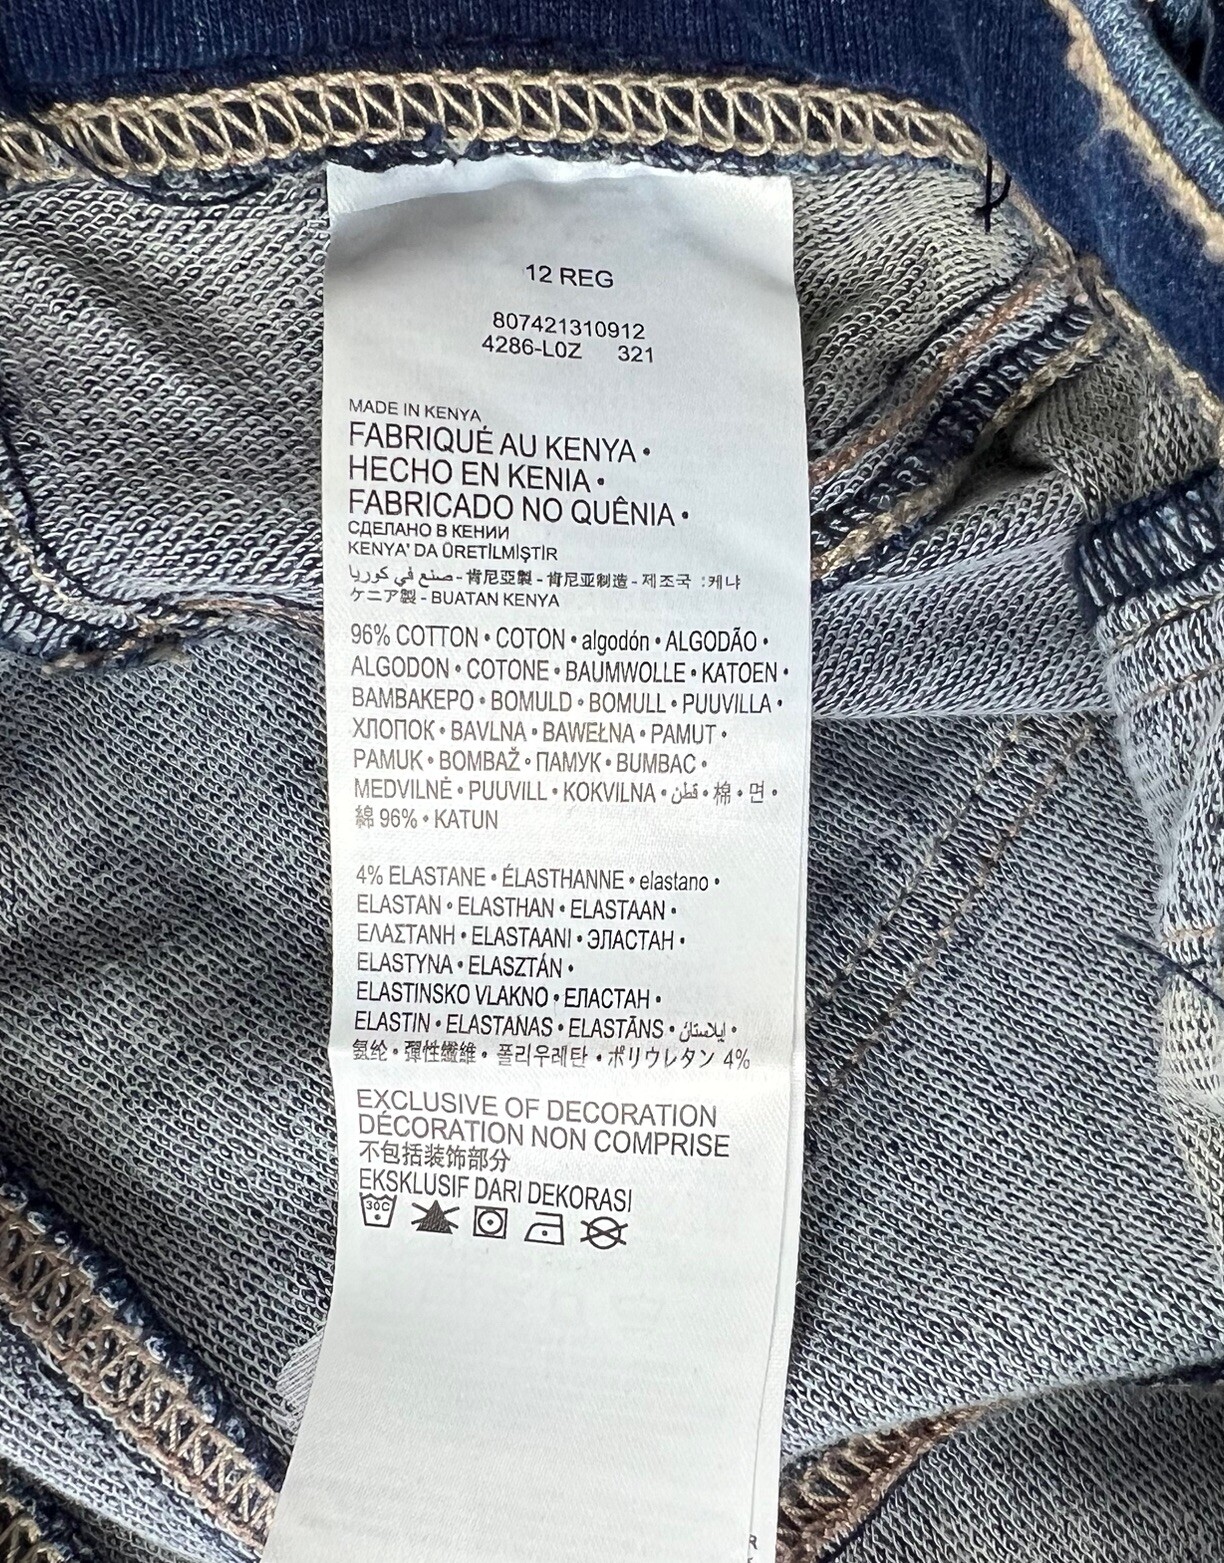 12 REG
807421310912
4286-L0Z 321
MADE IN KENYA
FABRIQUÉ AU KENYA •
HECHO EN KENIA •
FABRICADO NO QUÊNIA •
СДЕЛАНО В КЕНИИ
KENYA' DA ÜRETİLMİŞTİR
صنع في كوريا - 肯尼亞製 - 肯尼亚制造 - 제조국 : 케냐
ケニア製 - BUATAN KENYA
96% COTTON • COTON • algodón • ALGODÃO •
ALGODON • COTONE • BAUMWOLLE • KATOEN •
ΒΑΜΒΑΚΕΡΟ • BOMULD • BOMULL • PUUVILLA •
ХЛОПОК • BAVLNA • BAWEŁNA • PAMUT •
PAMUK • BOMBAŽ • ПАМУК • BUMBAC •
MEDVILNĖ • PUUVILL • KOKVILNA • قطن • 棉 • 면 •
綿 96% • KATUN
4% ELASTANE • ÉLASTHANNE • elastano •
ELASTAN • ELASTHAN • ELASTAAN •
ΕΛΑΣΤΑΝΗ • ELASTAANI • ЭЛАСТАН •
ELASTYNA • ELASZTÁN •
ELASTINSKO VLAKNO • ЕЛАСТАН •
ELASTIN • ELASTANAS • ELASTĀNS • إيلاستان •
氨纶 • 彈性纖維 • 폴리우레탄 • ポリウレタン 4%
EXCLUSIVE OF DECORATION
DÉCORATION NON COMPRISE
不包括装饰部分
EKSKLUSIF DARI DEKORASI
30C